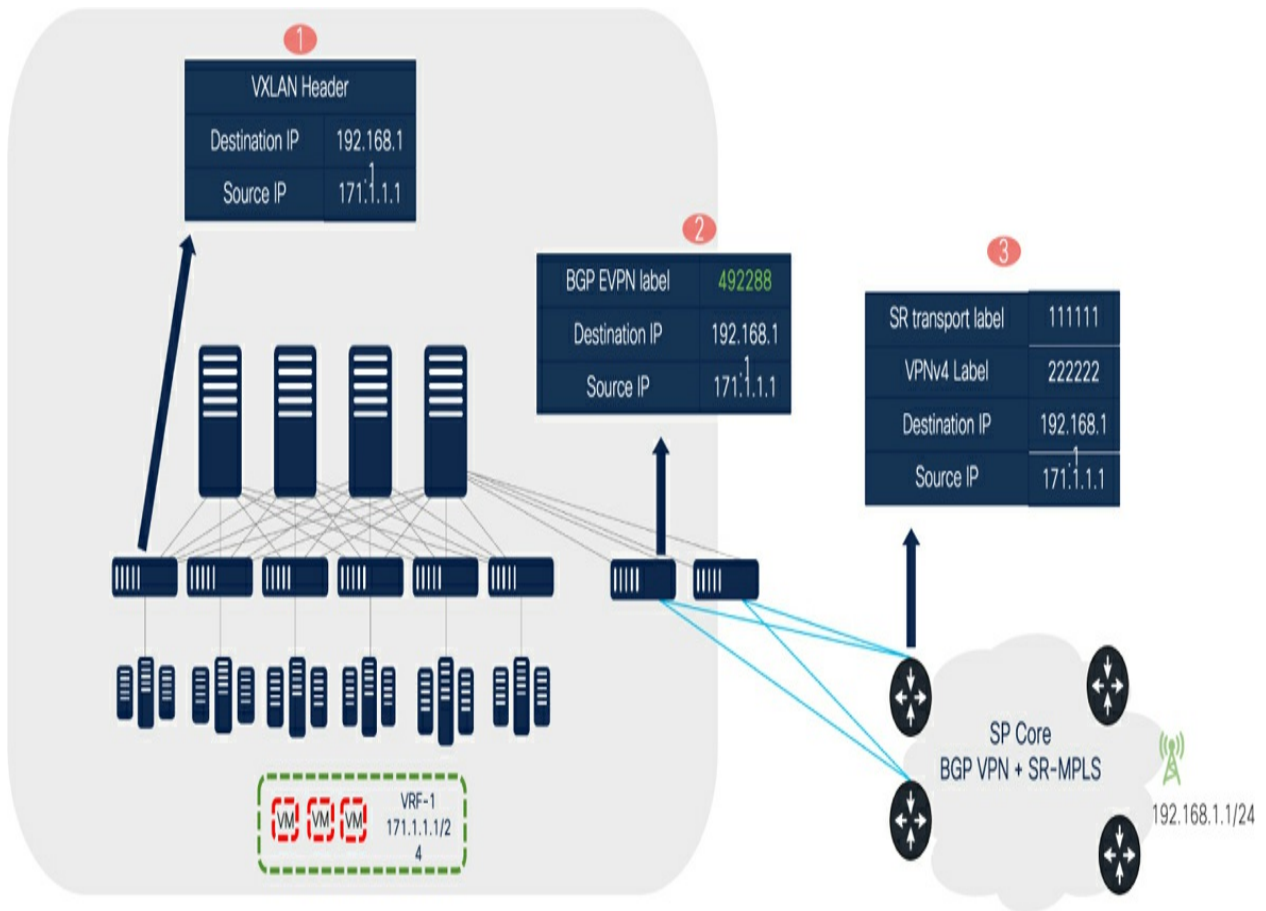 1
VXLAN Header
Destination IP 192.168.1
.1
Source IP 171.1.1.1
2
BGP EVPN label 492288
Destination IP 192.168.1
.1
Source IP 171.1.1.1
3
SR transport label 111111
VPNv4 Label 222222
Destination IP 192.168.1
.1
Source IP 171.1.1.1
VM VM VM
VRF-1
171.1.1.1/2
4
SP Core
BGP VPN + SR-MPLS
192.168.1.1/24